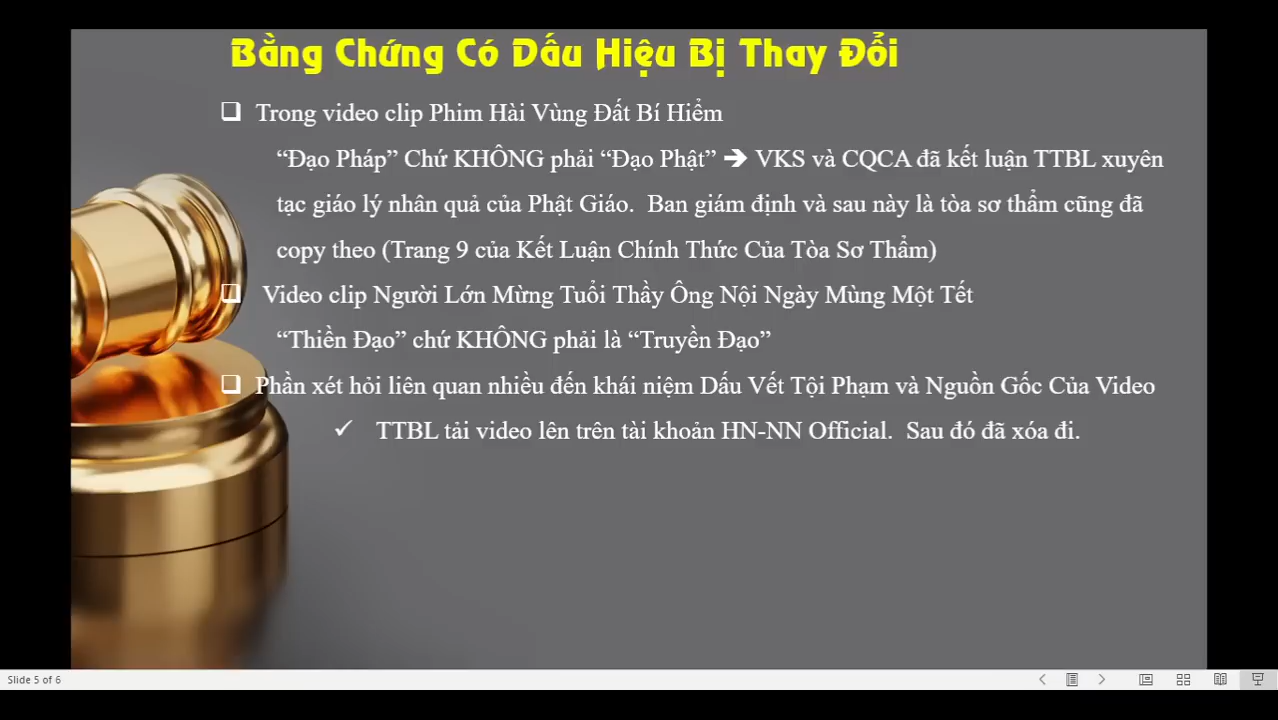 Bằng Chứng Có Dấu Hiệu Bị Thay Đổi
Trong video clip Phim Hài Vùng Đất Bí Hiểm
“Đạo Pháp” Chứ KHÔNG phải “Đạo Phật” ➔ VKS và CQCA đã kết luận TTBL xuyên
tạc giáo lý nhân quả của Phật Giáo. Ban giám định và sau này là tòa sơ thẩm cũng đã
copy theo (Trang 9 của Kết Luận Chính Thức Của Tòa Sơ Thẩm)
Video clip Người Lớn Mừng Tuổi Thầy Ông Nội Ngày Mùng Một Tết
“Thiền Đạo” chứ KHÔNG phải là “Truyền Đạo”
Phần xét hỏi liên quan nhiều đến khái niệm Dấu Vết Tội Phạm và Nguồn Gốc Của Video
✓ TTBL tải video lên trên tài khoản HN-NN Official. Sau đó đã xóa đi.
Slide 5 of 6